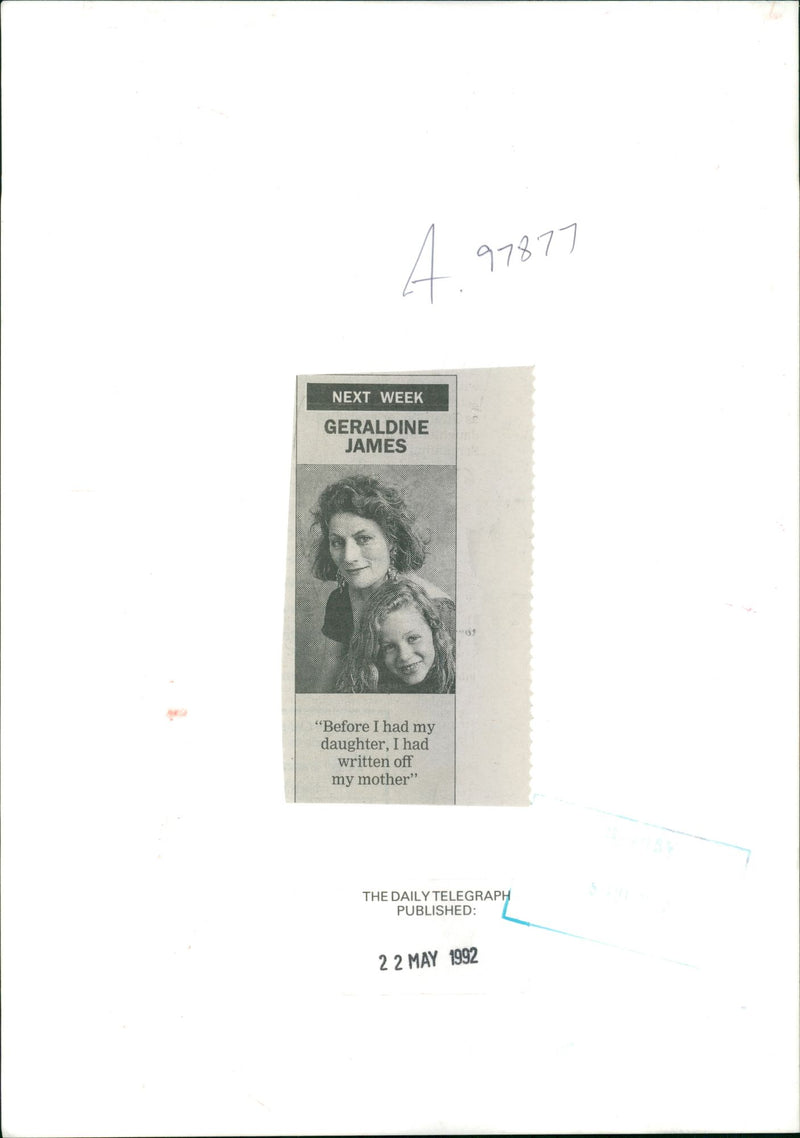 A. 97877
NEXT WEEK
GERALDINE
JAMES
“Before I had my
daughter, I had
written off
my mother”
THE DAILY TELEGRAPH
PUBLISHED:
22 MAY 1992